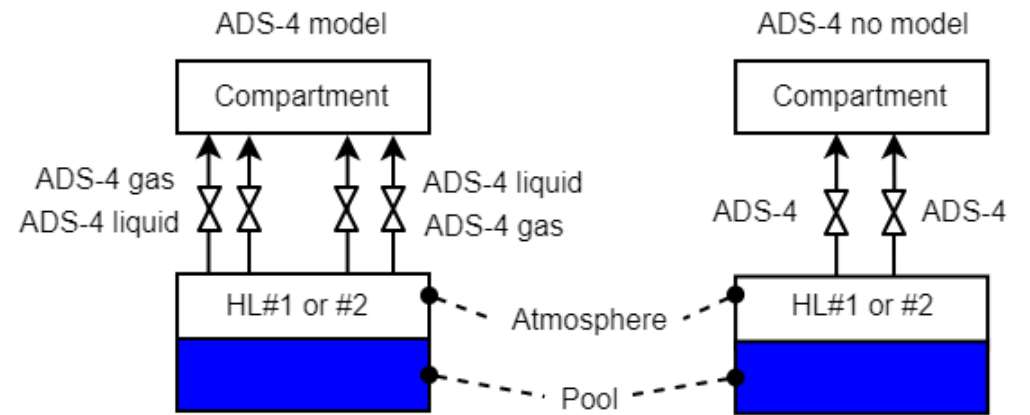 ADS-4 model
ADS-4 no model
Compartment
Compartment
ADS-4 gas
ADS-4 liquid
ADS-4 liquid
ADS-4 gas
ADS-4
ADS-4
HL#1 or #2
HL#1 or #2
Atmosphere
Pool